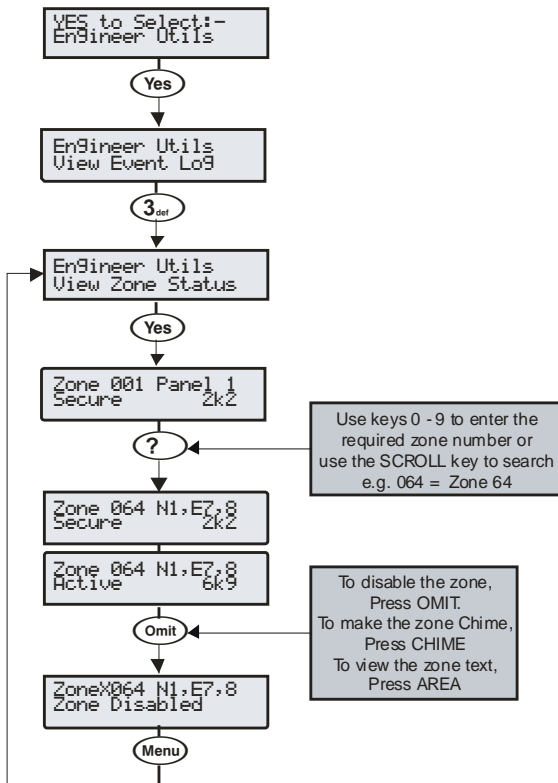 YES to Select:-
Engineer Utils
Yes
Engineer Utils
View Event Log
3def
Engineer Utils
View Zone Status
Yes
Zone 001 Panel 1
Secure 2k2
?
Use keys 0 - 9 to enter the
required zone number or
use the SCROLL key to search
e.g. 064 = Zone 64
Zone 064 N1,E7,8
Secure 2k2
Zone 064 N1,E7,8
Active 6k9
Omit
To disable the zone,
Press OMIT.
To make the zone Chime,
Press CHIME
To view the zone text,
Press AREA
ZoneX064 N1,E7,8
Zone Disabled
Menu